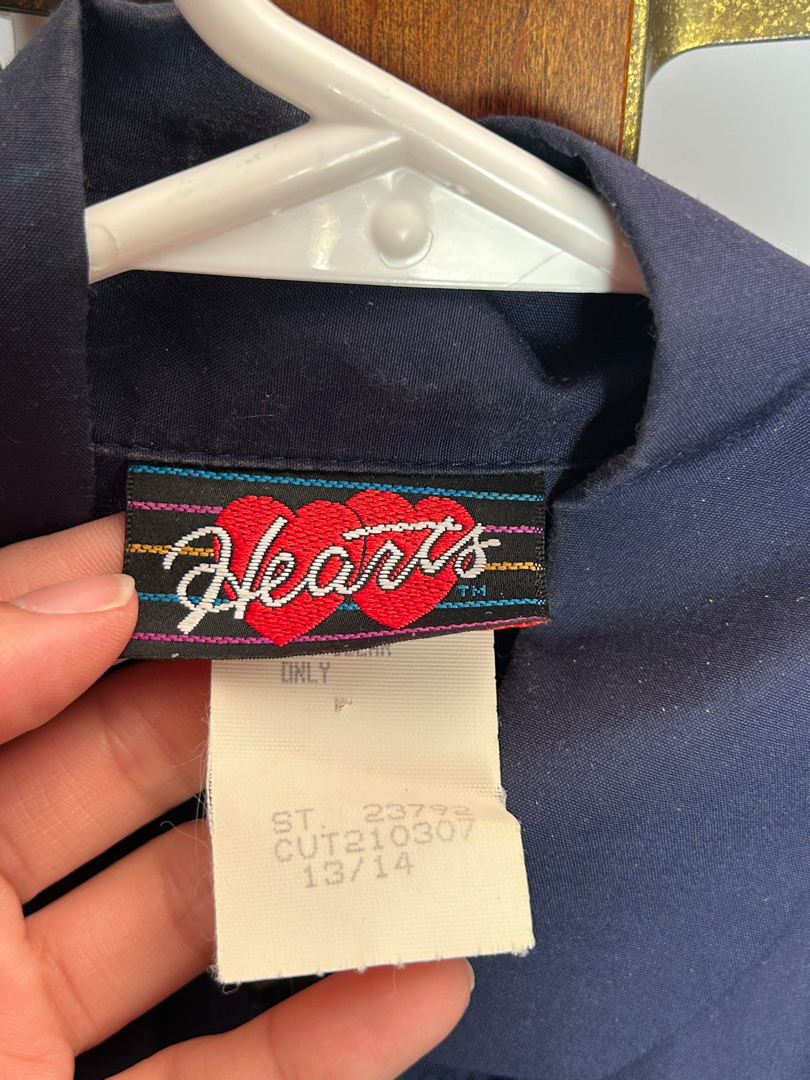 Hearts
TM
ONLY
ST. 23792
CUT210307
13/14